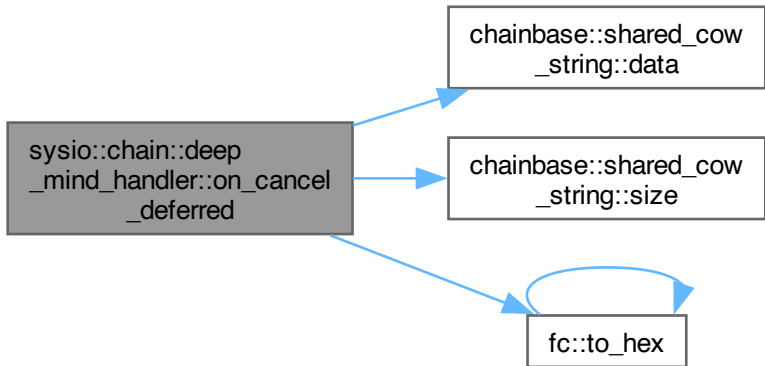 chainbase::shared_cow
_string::data
sysio::chain::deep
_mind_handler::on_cancel
_deferred
chainbase::shared_cow
_string::size
fc::to_hex